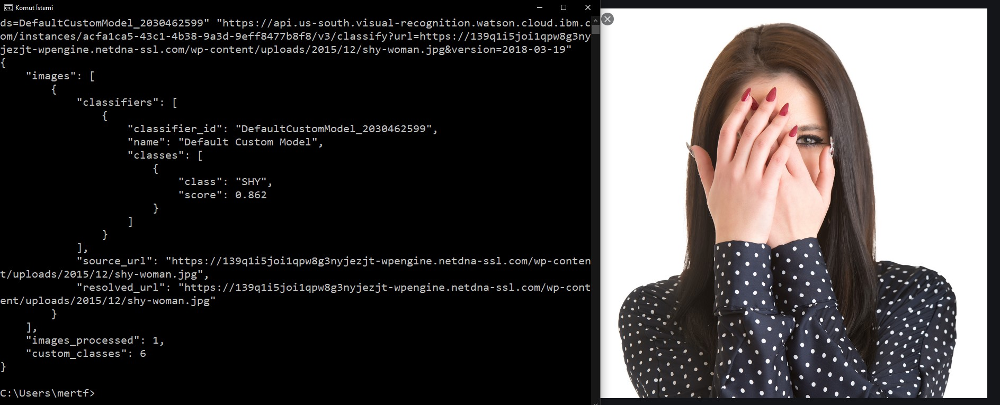 Komut İstemi
ds=DefaultCustomModel_2030462599" "https://api.us-south.visual-recognition.watson.cloud.ibm.c
om/instances/acfa1ca5-43c1-4b38-9a3d-9eff8477b8f8/v3/classify?url=https://139q1i5joi1qpw8g3ny
jezjt-wpengine.netdna-ssl.com/wp-content/uploads/2015/12/shy-woman.jpg&version=2018-03-19"
{
    "images": [
        {
            "classifiers": [
                {
                    "classifier_id": "DefaultCustomModel_2030462599",
                    "name": "Default Custom Model",
                    "classes": [
                        {
                            "class": "SHY",
                            "score": 0.862
                        }
                    ]
                }
            ],
            "source_url": "https://139q1i5joi1qpw8g3nyjezjt-wpengine.netdna-ssl.com/wp-conten
t/uploads/2015/12/shy-woman.jpg",
            "resolved_url": "https://139q1i5joi1qpw8g3nyjezjt-wpengine.netdna-ssl.com/wp-cont
ent/uploads/2015/12/shy-woman.jpg"
        }
    ],
    "images_processed": 1,
    "custom_classes": 6
}
C:\Users\mertf>